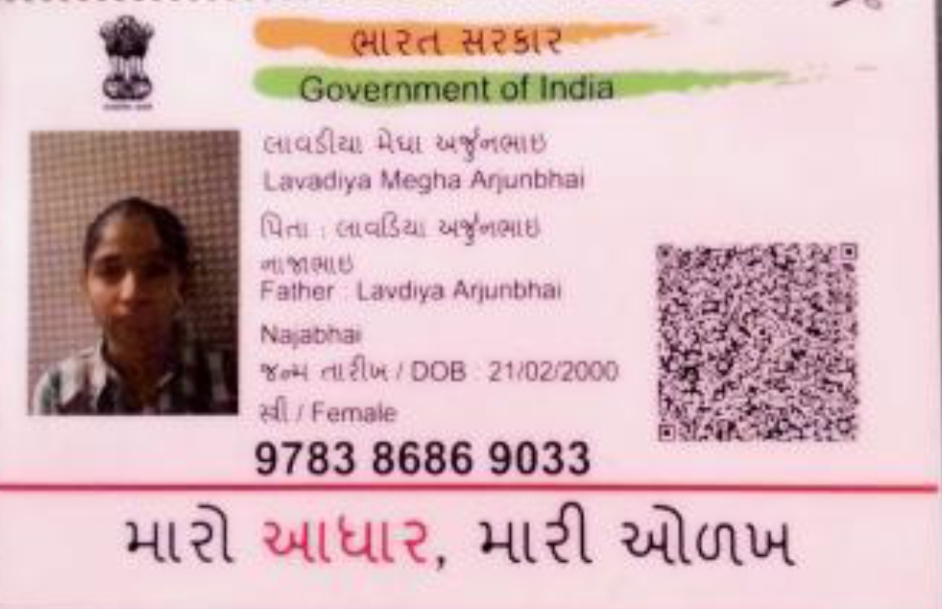 ભારત સરકાર
Government of India
લાવડીયા મેઘા અર્જુનભાઇ
Lavadiya Megha Arjunbhai
પિતા : લાવડિયા અર્જુનભાઇ
નાજાભાઇ
Father : Lavdiya Arjunbhai
Najabhai
જન્મ તારીખ / DOB : 21/02/2000
સ્ત્રી / Female
9783 8686 9033
મારો આધાર, મારી ઓળખ